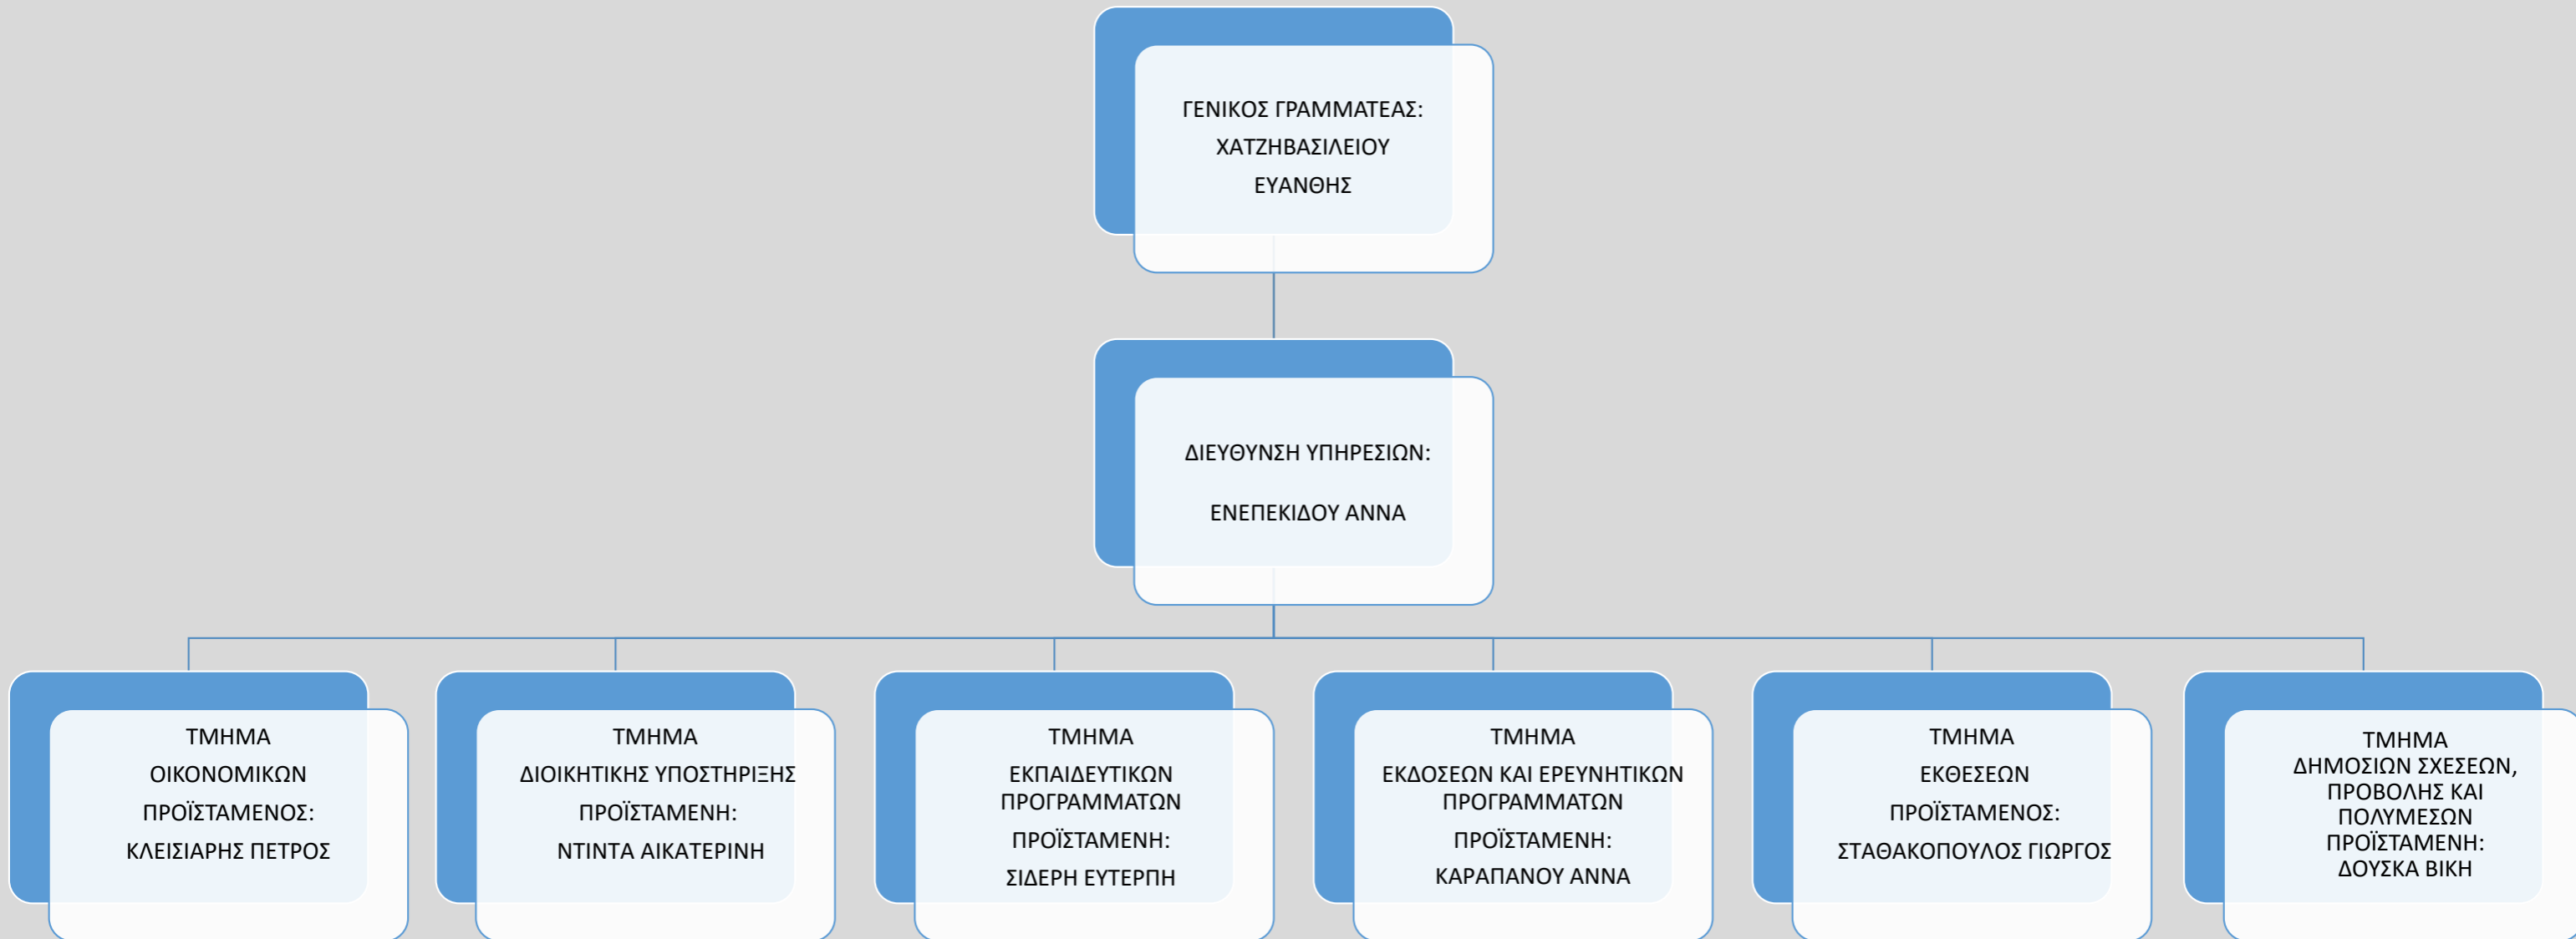 ΓΕΝΙΚΟΣ ΓΡΑΜΜΑΤΕΑΣ:
ΧΑΤΖΗΒΑΣΙΛΕΙΟΥ
ΕΥΑΝΘΗΣ
ΔΙΕΥΘΥΝΣΗ ΥΠΗΡΕΣΙΩΝ:
ΕΝΕΠΕΚΙΔΟΥ ΑΝΝΑ
ΤΜΗΜΑ
ΟΙΚΟΝΟΜΙΚΩΝ
ΠΡΟΪΣΤΑΜΕΝΟΣ:
ΚΛΕΙΣΙΑΡΗΣ ΠΕΤΡΟΣ
ΤΜΗΜΑ
ΔΙΟΙΚΗΤΙΚΗΣ ΥΠΟΣΤΗΡΙΞΗΣ
ΠΡΟΪΣΤΑΜΕΝΗ:
ΝΤΙΝΤΑ ΑΙΚΑΤΕΡΙΝΗ
ΤΜΗΜΑ
ΕΚΠΑΙΔΕΥΤΙΚΩΝ
ΠΡΟΓΡΑΜΜΑΤΩΝ
ΠΡΟΪΣΤΑΜΕΝΗ:
ΣΙΔΕΡΗ ΕΥΤΕΡΠΗ
ΤΜΗΜΑ
ΕΚΔΟΣΕΩΝ ΚΑΙ ΕΡΕΥΝΗΤΙΚΩΝ
ΠΡΟΓΡΑΜΜΑΤΩΝ
ΠΡΟΪΣΤΑΜΕΝΗ:
ΚΑΡΑΠΑΝΟΥ ΑΝΝΑ
ΤΜΗΜΑ
ΕΚΘΕΣΕΩΝ
ΠΡΟΪΣΤΑΜΕΝΟΣ:
ΣΤΑΘΑΚΟΠΟΥΛΟΣ ΓΙΩΡΓΟΣ
ΤΜΗΜΑ
ΔΗΜΟΣΙΩΝ ΣΧΕΣΕΩΝ,
ΠΡΟΒΟΛΗΣ ΚΑΙ
ΠΟΛΥΜΕΣΩΝ
ΠΡΟΪΣΤΑΜΕΝΗ:
ΔΟΥΣΚΑ ΒΙΚΗ